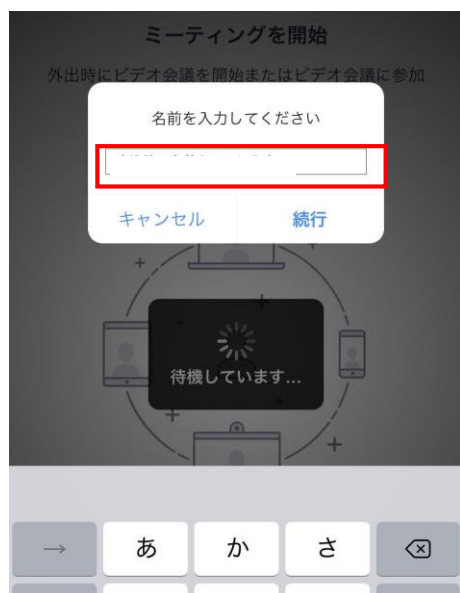 ミーティングを開始
外出時にビデオ会議を開始またはビデオ会議に参加
名前を入力してください
キャンセル 続行
待機しています...
→ あ か さ